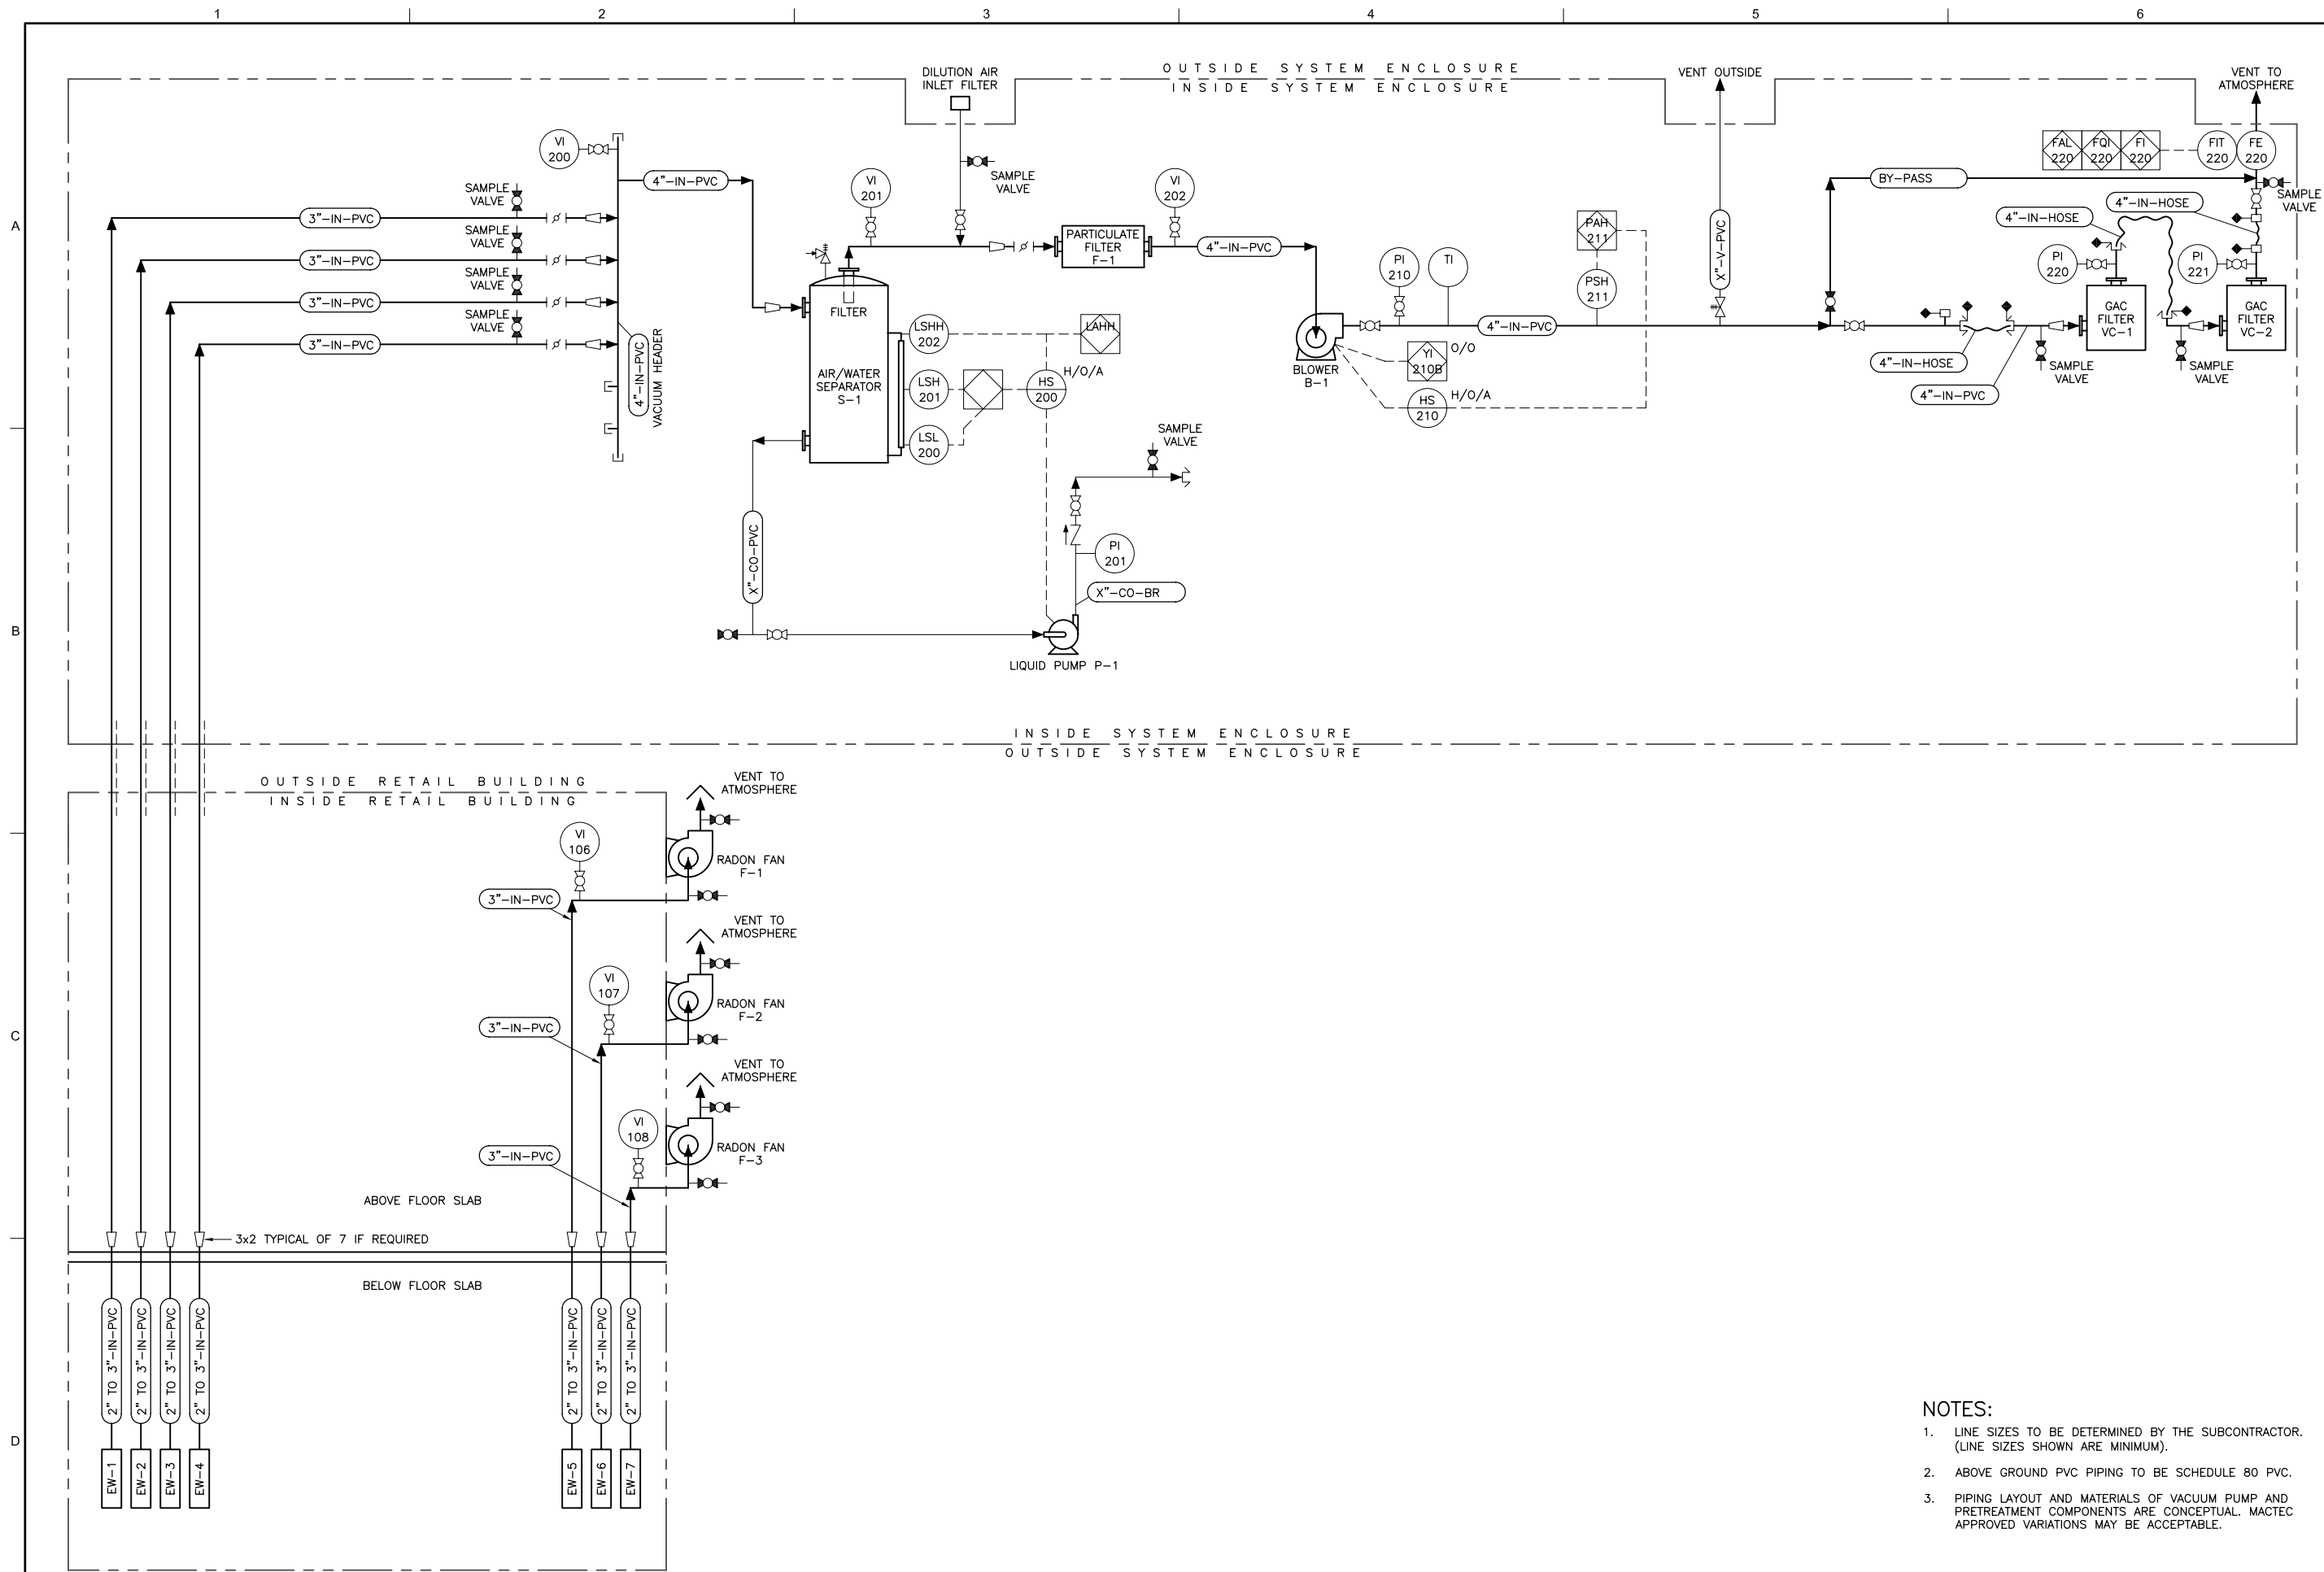 1
2
3
4
5
6
A
B
C
D
OUTSIDE SYSTEM ENCLOSURE
INSIDE SYSTEM ENCLOSURE
DILUTION AIR
INLET FILTER
VENT OUTSIDE
VENT TO
ATMOSPHERE
VI
200
4"-IN-PVC
SAMPLE
VALVE
3"-IN-PVC
SAMPLE
VALVE
3"-IN-PVC
SAMPLE
VALVE
3"-IN-PVC
SAMPLE
VALVE
3"-IN-PVC
4"-IN-PVC
VACUUM HEADER
VI
201
SAMPLE
VALVE
VI
202
PARTICULATE
FILTER
F-1
4"-IN-PVC
FILTER
AIR/WATER
SEPARATOR
S-1
LSHH
202
LAHH
LSH
201
HS
200
H/O/A
LSL
200
X"-CO-PVC
SAMPLE
VALVE
PI
201
X"-CO-BR
LIQUID PUMP P-1
BLOWER
B-1
PI
210
TI
4"-IN-PVC
YI
210B
O/O
HS
210
H/O/A
PAH
211
PSH
211
X"-V-PVC
BY-PASS
FAL
220
FQI
220
FI
220
FIT
220
FE
220
SAMPLE
VALVE
4"-IN-HOSE
4"-IN-HOSE
PI
220
PI
221
GAC
FILTER
VC-1
GAC
FILTER
VC-2
4"-IN-HOSE
4"-IN-PVC
SAMPLE
VALVE
SAMPLE
VALVE
INSIDE SYSTEM ENCLOSURE
OUTSIDE SYSTEM ENCLOSURE
OUTSIDE RETAIL BUILDING
INSIDE RETAIL BUILDING
VENT TO
ATMOSPHERE
VI
106
RADON FAN
F-1
3"-IN-PVC
VENT TO
ATMOSPHERE
VI
107
RADON FAN
F-2
3"-IN-PVC
VENT TO
ATMOSPHERE
VI
108
RADON FAN
F-3
3"-IN-PVC
ABOVE FLOOR SLAB
3x2 TYPICAL OF 7 IF REQUIRED
BELOW FLOOR SLAB
2" TO 3"-IN-PVC
2" TO 3"-IN-PVC
2" TO 3"-IN-PVC
2" TO 3"-IN-PVC
2" TO 3"-IN-PVC
2" TO 3"-IN-PVC
2" TO 3"-IN-PVC
EW-1
EW-2
EW-3
EW-4
EW-5
EW-6
EW-7
NOTES:
1. LINE SIZES TO BE DETERMINED BY THE SUBCONTRACTOR.
(LINE SIZES SHOWN ARE MINIMUM).
2. ABOVE GROUND PVC PIPING TO BE SCHEDULE 80 PVC.
3. PIPING LAYOUT AND MATERIALS OF VACUUM PUMP AND
PRETREATMENT COMPONENTS ARE CONCEPTUAL. MACTEC
APPROVED VARIATIONS MAY BE ACCEPTABLE.